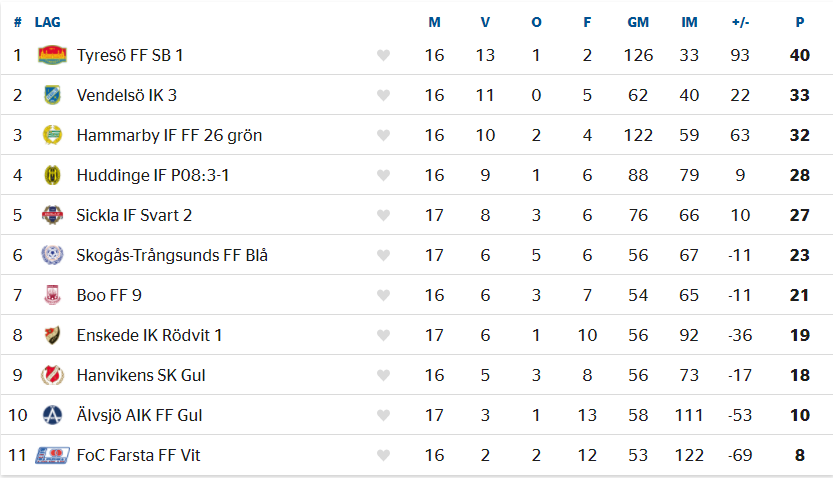 # LAG M V O F GM IM +/- P
1 Tyresö FF SB 1 16 13 1 2 126 33 93 40
2 Vendelsö IK 3 16 11 0 5 62 40 22 33
3 Hammarby IF FF 26 grön 16 10 2 4 122 59 63 32
4 Huddinge IF P08:3-1 16 9 1 6 88 79 9 28
5 Sickla IF Svart 2 17 8 3 6 76 66 10 27
6 Skogås-Trångsunds FF Blå 17 6 5 6 56 67 -11 23
7 Boo FF 9 16 6 3 7 54 65 -11 21
8 Enskede IK Rödvit 1 17 6 1 10 56 92 -36 19
9 Hanvikens SK Gul 16 5 3 8 56 73 -17 18
10 Älvsjö AIK FF Gul 17 3 1 13 58 111 -53 10
11 FoC Farsta FF Vit 16 2 2 12 53 122 -69 8